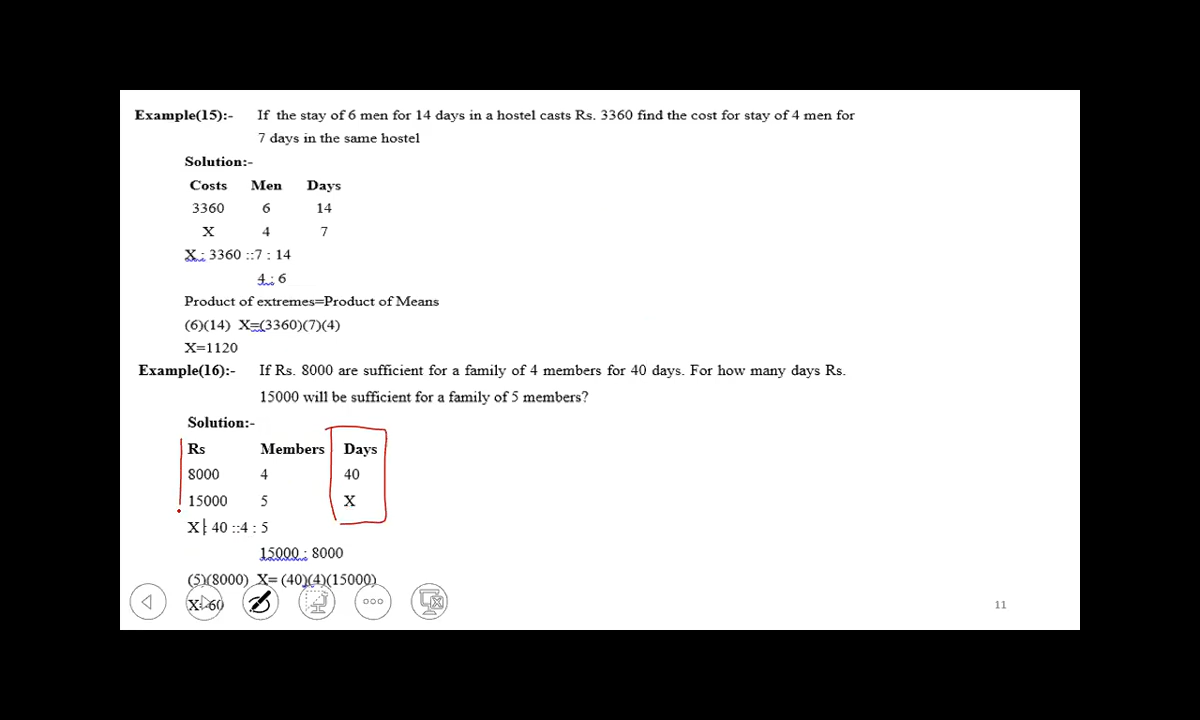 Example(15):- If the stay of 6 men for 14 days in a hostel casts Rs. 3360 find the cost for stay of 4 men for
7 days in the same hostel
Solution:-
Costs Men Days
3360 6 14
X 4 7
X : 3360 ::7 : 14
4 : 6
Product of extremes=Product of Means
(6)(14) X=(3360)(7)(4)
X=1120
Example(16):- If Rs. 8000 are sufficient for a family of 4 members for 40 days. For how many days Rs.
15000 will be sufficient for a family of 5 members?
Solution:-
Rs Members Days
8000 4 40
15000 5 X
X : 40 ::4 : 5
15000 : 8000
(5)(8000) X= (40)(4)(15000)
X=60
11